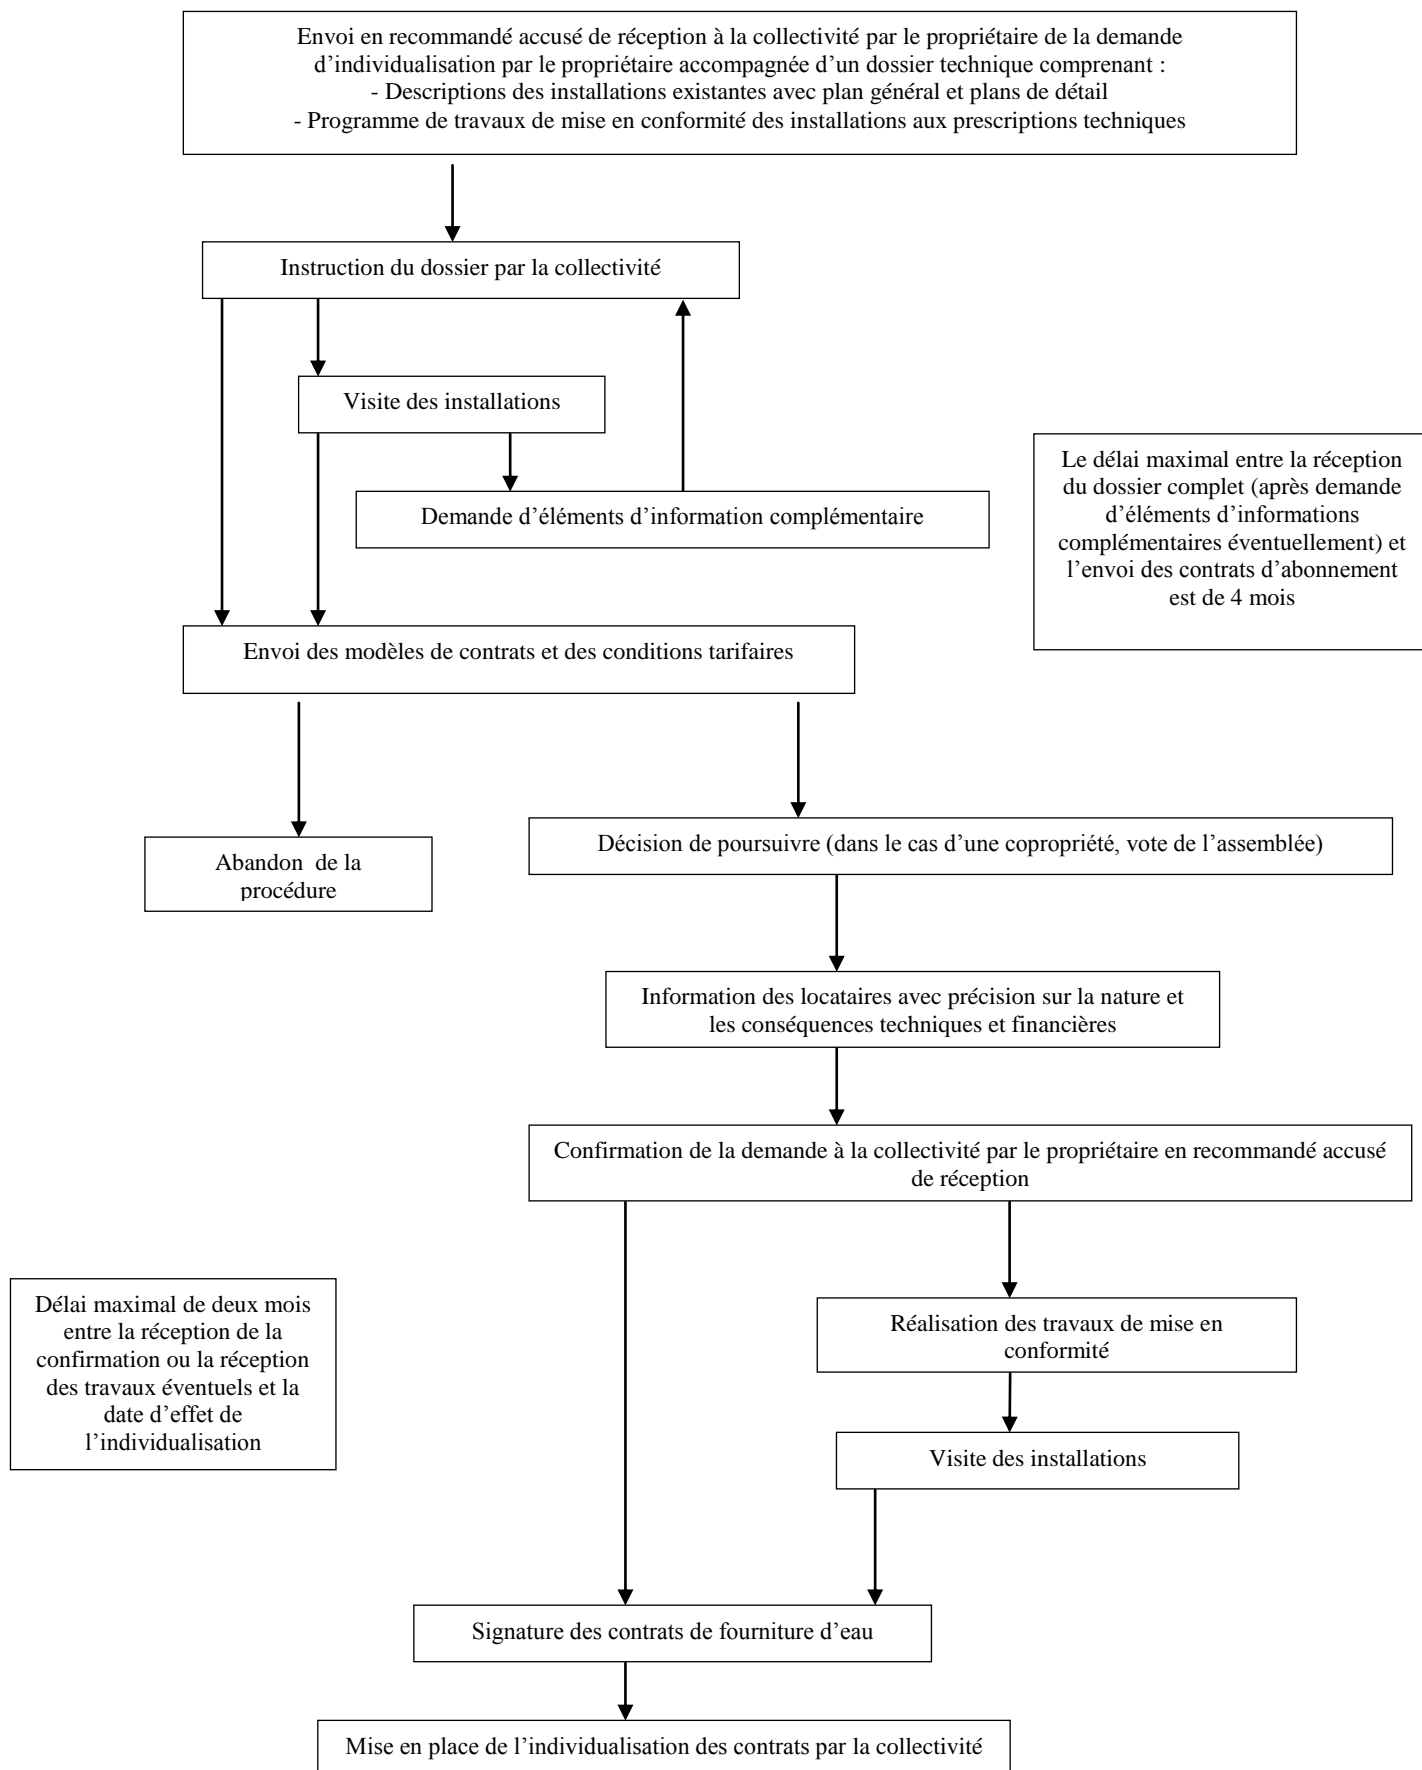 Envoi en recommandé accusé de réception à la collectivité par le propriétaire de la demande
d’individualisation par le propriétaire accompagnée d’un dossier technique comprenant :
- Descriptions des installations existantes avec plan général et plans de détail
- Programme de travaux de mise en conformité des installations aux prescriptions techniques
Instruction du dossier par la collectivité
Visite des installations
Demande d’éléments d’information complémentaire
Le délai maximal entre la réception
du dossier complet (après demande
d’éléments d’informations
complémentaires éventuellement) et
l’envoi des contrats d’abonnement
est de 4 mois
Envoi des modèles de contrats et des conditions tarifaires
Abandon de la
procédure
Décision de poursuivre (dans le cas d’une copropriété, vote de l’assemblée)
Information des locataires avec précision sur la nature et
les conséquences techniques et financières
Confirmation de la demande à la collectivité par le propriétaire en recommandé accusé
de réception
Délai maximal de deux mois
entre la réception de la
confirmation ou la réception
des travaux éventuels et la
date d’effet de
l’individualisation
Réalisation des travaux de mise en
conformité
Visite des installations
Signature des contrats de fourniture d’eau
Mise en place de l’individualisation des contrats par la collectivité